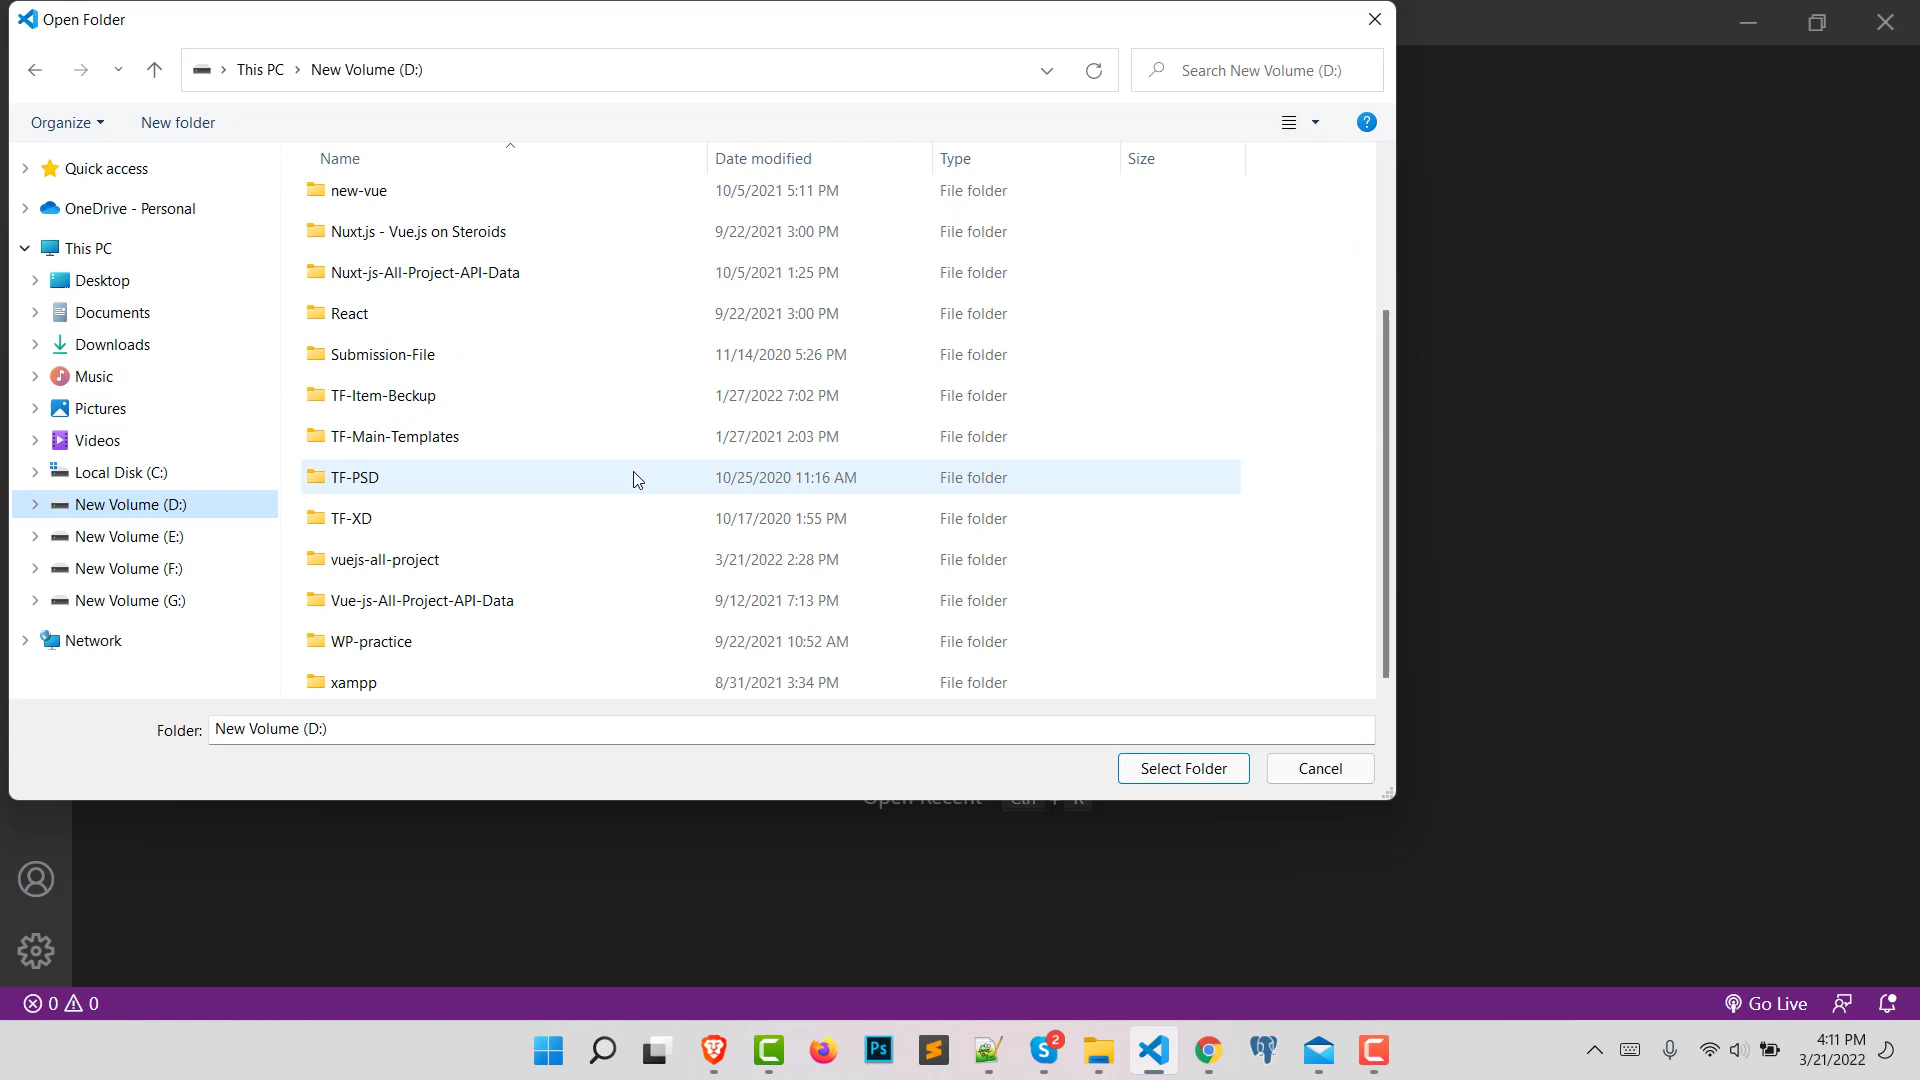 Open Folder
This PC > New Volume (D:)
Search New Volume (D:)
Organize
New folder
?
Name
Date modified
Type
Size
Quick access
OneDrive - Personal
This PC
Desktop
Documents
Downloads
Music
Pictures
Videos
Local Disk (C:)
New Volume (D:)
New Volume (E:)
New Volume (F:)
New Volume (G:)
Network
new-vue 10/5/2021 5:11 PM File folder
Nuxt.js - Vue.js on Steroids 9/22/2021 3:00 PM File folder
Nuxt-js-All-Project-API-Data 10/5/2021 1:25 PM File folder
React 9/22/2021 3:00 PM File folder
Submission-File 11/14/2020 5:26 PM File folder
TF-Item-Beckup 1/27/2022 7:02 PM File folder
TF-Main-Templates 1/27/2021 2:03 PM File folder
TF-PSD 10/25/2020 11:16 AM File folder
TF-XD 10/17/2020 1:55 PM File folder
vuejs-all-project 3/21/2022 2:28 PM File folder
Vue-js-All-Project-API-Data 9/12/2021 7:13 PM File folder
WP-practice 9/22/2021 10:52 AM File folder
xampp 8/31/2021 3:34 PM File folder
Folder: New Volume (D:)
Select Folder
Cancel
Open Recent Ctrl + R
0 0
Go Live
Ps
2
4:11 PM
3/21/2022